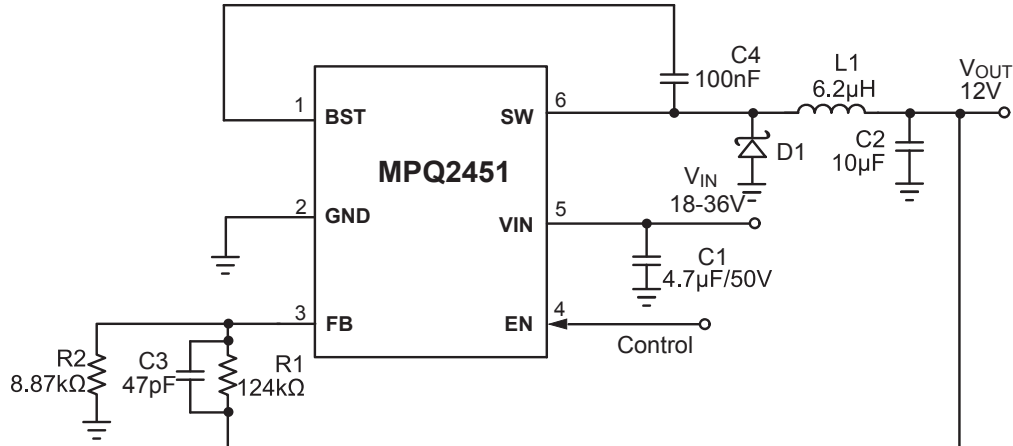 C4
100nF
L1
6.2µH
VOUT
12V
1
BST
SW
6
D1
C2
10µF
MPQ2451
VIN
18-36V
2
GND
VIN
5
C1
4.7µF/50V
3
FB
EN
4
Control
R2
8.87kΩ
C3
47pF
R1
124kΩ